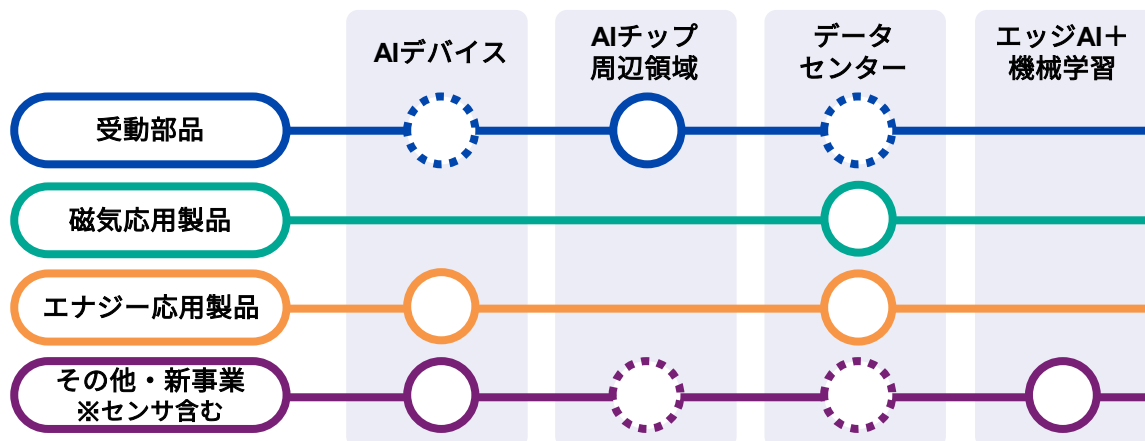 AIデバイス
AIチップ
周辺領域
データ
センター
エッジAI＋
機械学習
受動部品
磁気応用製品
エナジー応用製品
その他・新事業
※センサ含む